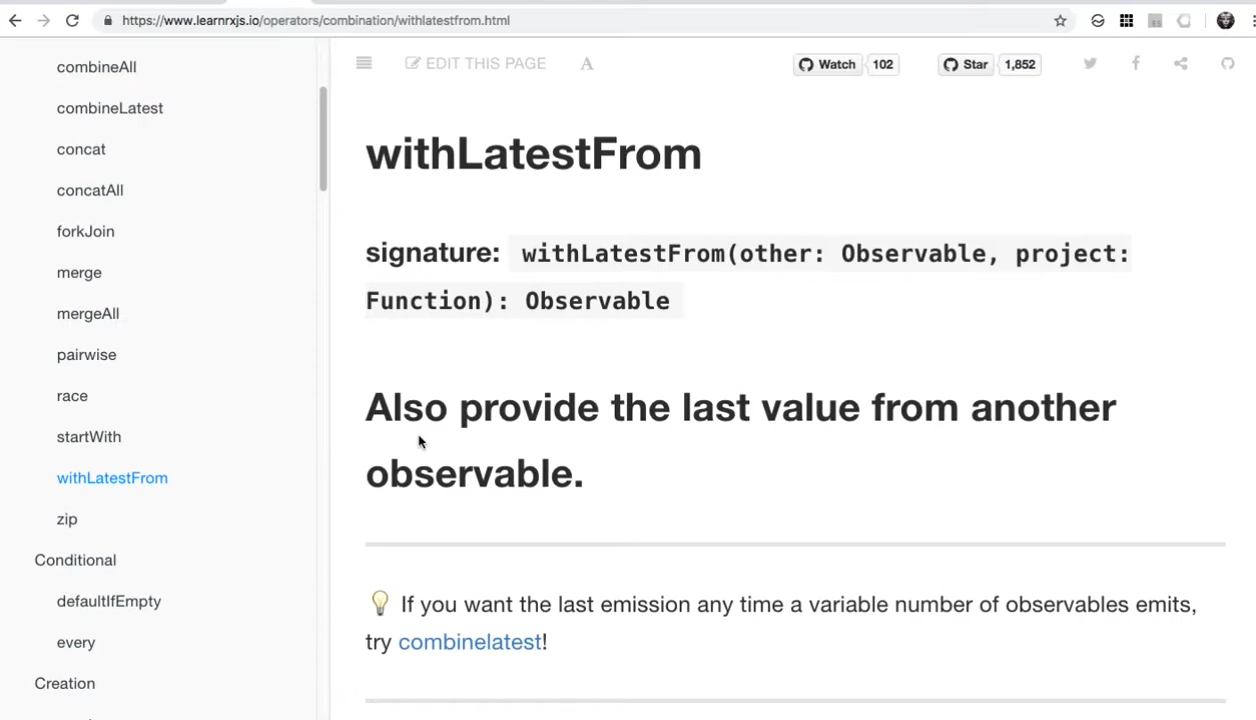 https://www.learnrxjs.io/operators/combination/withlatestfrom.html
combineAll
combineLatest
concat
concatAll
forkJoin
merge
mergeAll
pairwise
race
startWith
withLatestFrom
zip
Conditional
defaultIfEmpty
every
Creation
EDIT THIS PAGE A
Watch 102
Star 1,852
withLatestFrom
signature: withLatestFrom(other: Observable, project:
Function): Observable
Also provide the last value from another
observable.
If you want the last emission any time a variable number of observables emits,
try combinelatest!